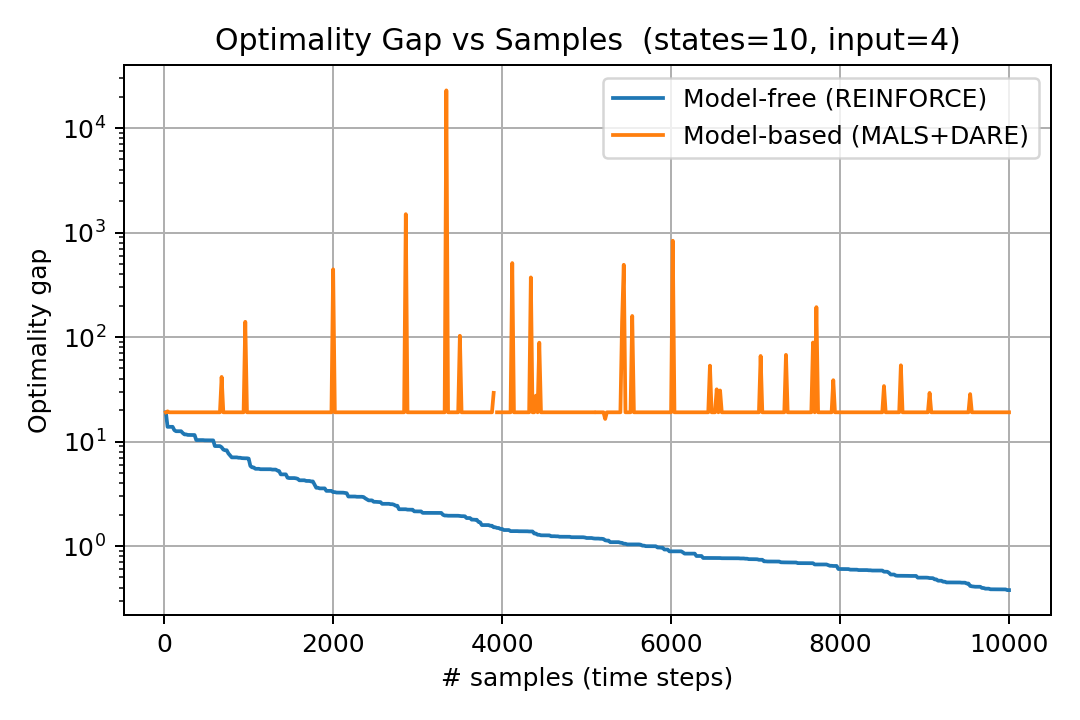 Optimality Gap vs Samples (states=10, input=4)
Model-free (REINFORCE)
Model-based (MALS+DARE)
Optimality gap
10⁴
10³
10²
10¹
10⁰
0 2000 4000 6000 8000 10000
# samples (time steps)